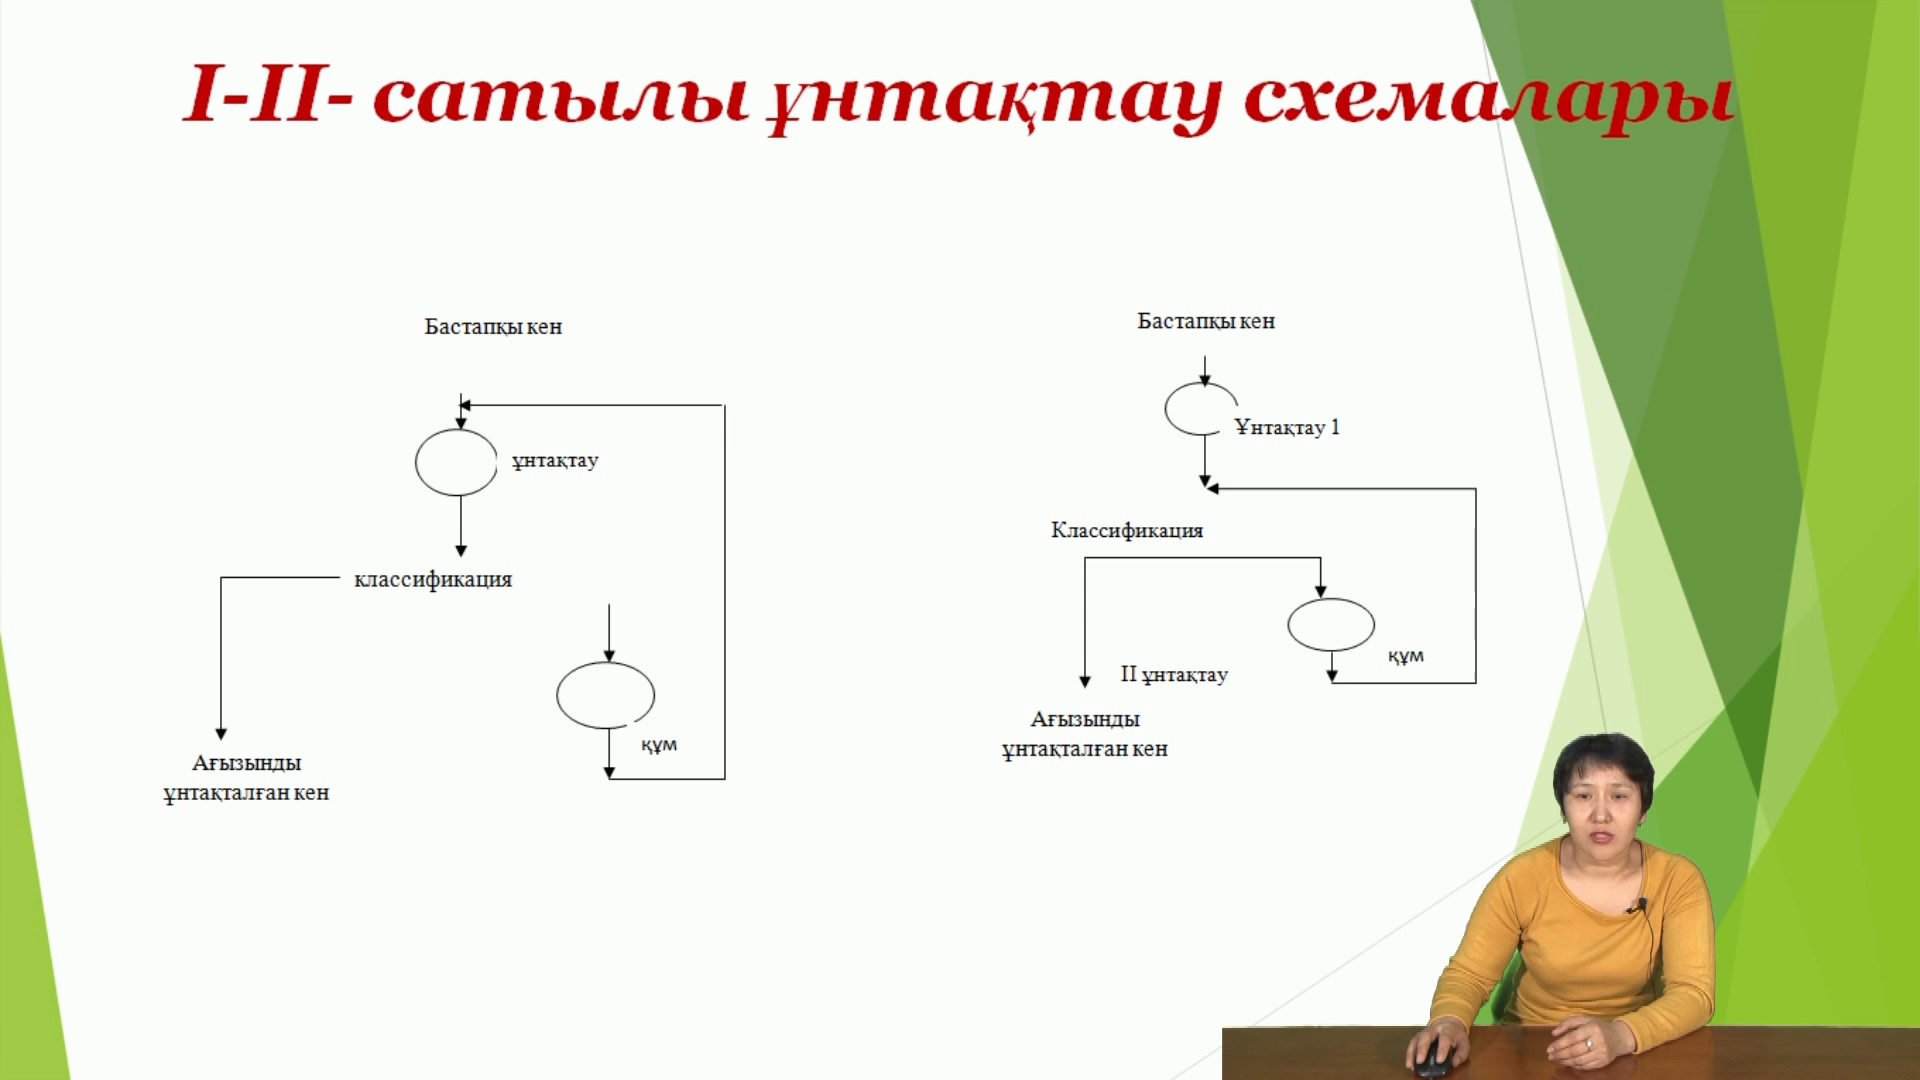 I-II- сатылы ұнтақтау схемалары
Бастапқы кен
ұнтақтау
классификация
құм
Ағызынды
ұнтақталған кен
Бастапқы кен
Ұнтақтау 1
Классификация
құм
II ұнтақтау
Ағызынды
ұнтақталған кен